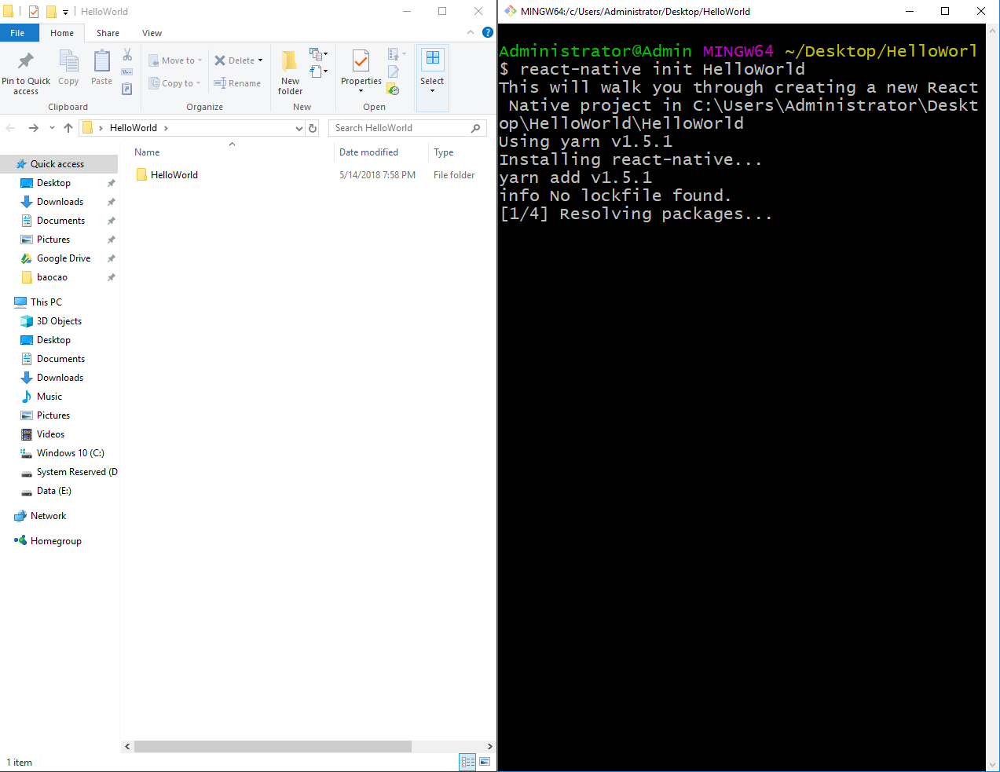 HelloWorld
File Home Share View
Pin to Quick access
Copy
Paste
Move to
Copy to
Delete
Rename
New folder
Properties
Select
Clipboard Organize New Open
HelloWorld
Search HelloWorld
Name Date modified Type
HelloWorld 5/14/2018 7:58 PM File folder
Quick access
Desktop
Downloads
Documents
Pictures
Google Drive
baocao
This PC
3D Objects
Desktop
Documents
Downloads
Music
Pictures
Videos
Windows 10 (C:)
System Reserved (D
Data (E:)
Network
Homegroup
1 item
MINGW64:/c/Users/Administrator/Desktop/HelloWorld
Administrator@Admin MINGW64 ~/Desktop/HelloWorl
$ react-native init HelloWorld
This will walk you through creating a new React
Native project in C:\Users\Administrator\Deskt
op\HelloWorld\HelloWorld
Using yarn v1.5.1
Installing react-native...
yarn add v1.5.1
info No lockfile found.
[1/4] Resolving packages...